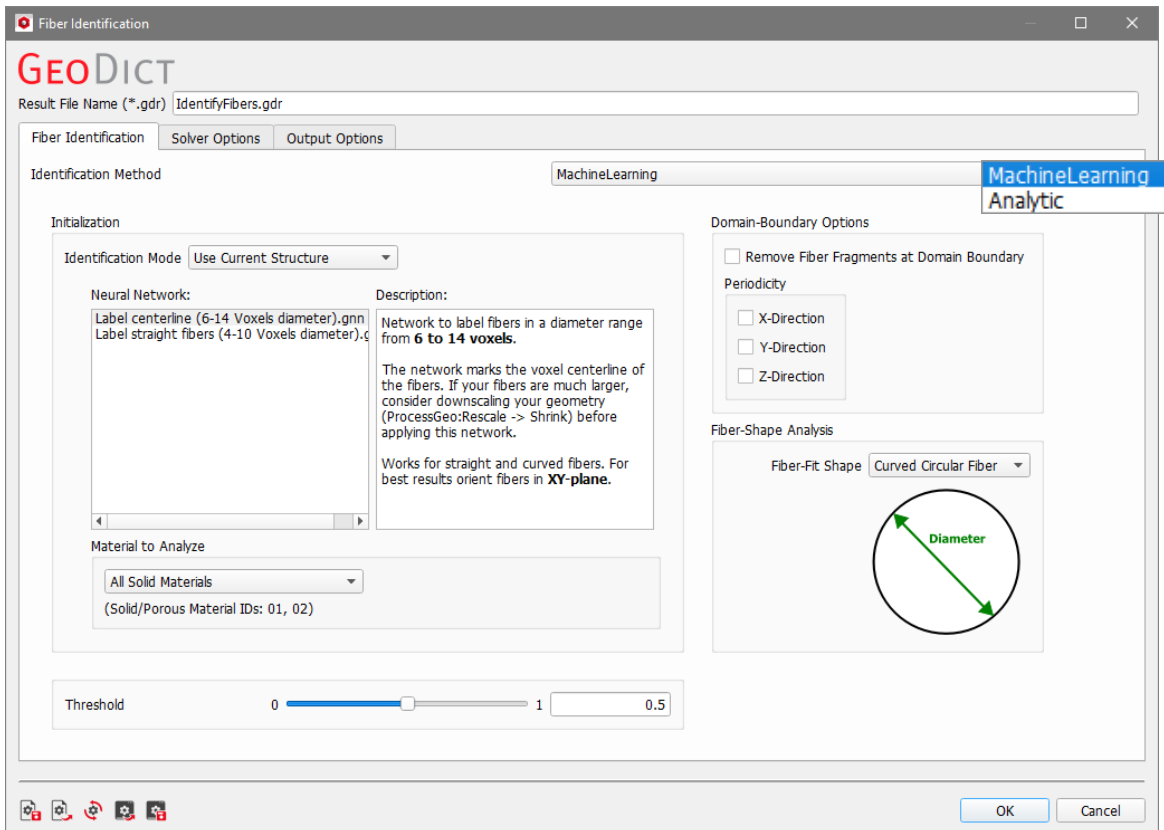 Fiber Identification
GEODICT
Result File Name (*.gdr) IdentifyFibers.gdr
Fiber Identification Solver Options Output Options
Identification Method MachineLearning
MachineLearning
Analytic
Initialization
Identification Mode Use Current Structure
Neural Network:
Label centerline (6-14 Voxels diameter).gnn
Label straight fibers (4-10 Voxels diameter).g
Description:
Network to label fibers in a diameter range
from 6 to 14 voxels.
The network marks the voxel centerline of
the fibers. If your fibers are much larger,
consider downscaling your geometry
(ProcessGeo:Rescale -> Shrink) before
applying this network.
Works for straight and curved fibers. For
best results orient fibers in XY-plane.
Material to Analyze
All Solid Materials
(Solid/Porous Material IDs: 01, 02)
Threshold 0 1 0.5
Domain-Boundary Options
Remove Fiber Fragments at Domain Boundary
Periodicity
X-Direction
Y-Direction
Z-Direction
Fiber-Shape Analysis
Fiber-Fit Shape Curved Circular Fiber
Diameter
OK Cancel